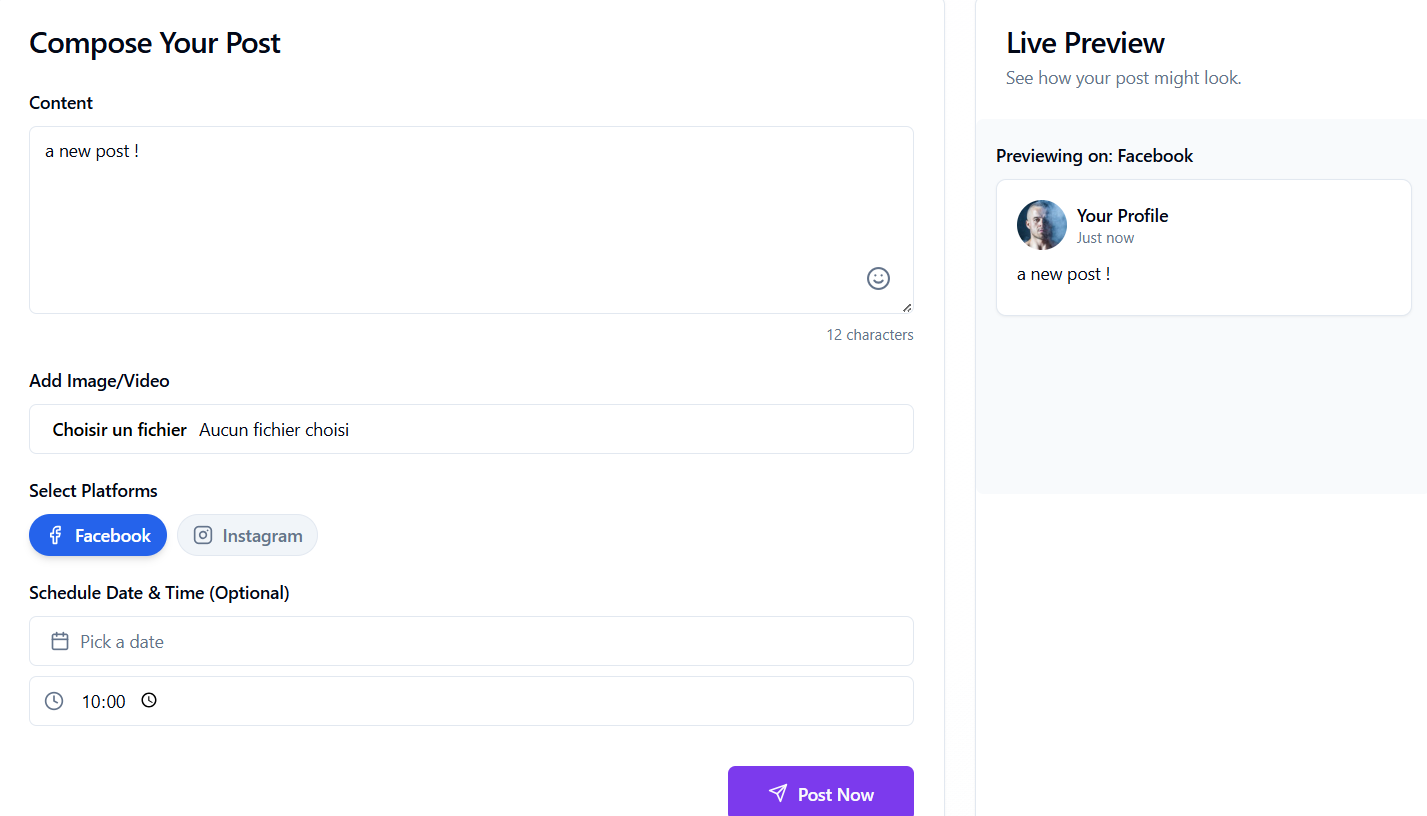 Compose Your Post
Content
a new post !
12 characters
Add Image/Video
Choisir un fichier Aucun fichier choisi
Select Platforms
Facebook Instagram
Schedule Date & Time (Optional)
Pick a date
10:00
Post Now
Live Preview
See how your post might look.
Previewing on: Facebook
Your Profile
Just now
a new post !